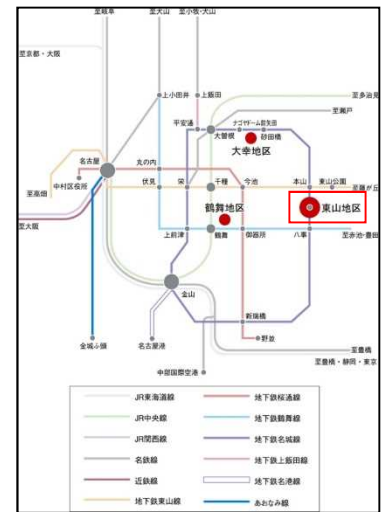 至岐阜
至犬山
至小牧・犬山
至京都・大阪
上小田井
上飯田
至多治見
至瀬戸
平安通
大曽根
ナゴヤドーム前矢田
砂田橋
大幸地区
名古屋
丸の内
中村区役所
伏見
栄
千種
今池
本山
東山公園
至藤が丘
至高畑
鶴舞地区
東山地区
至大阪
上前津
鶴舞
御器所
八事
至赤池・豊田
金山
新瑞橋
金城ふ頭
名古屋港
野並
至豊橋
至豊橋・静岡・東京
中部国際空港
JR東海道線
地下鉄桜通線
JR中央線
地下鉄鶴舞線
JR関西線
地下鉄名城線
名鉄線
地下鉄上飯田線
近鉄線
地下鉄名港線
地下鉄東山線
あおなみ線